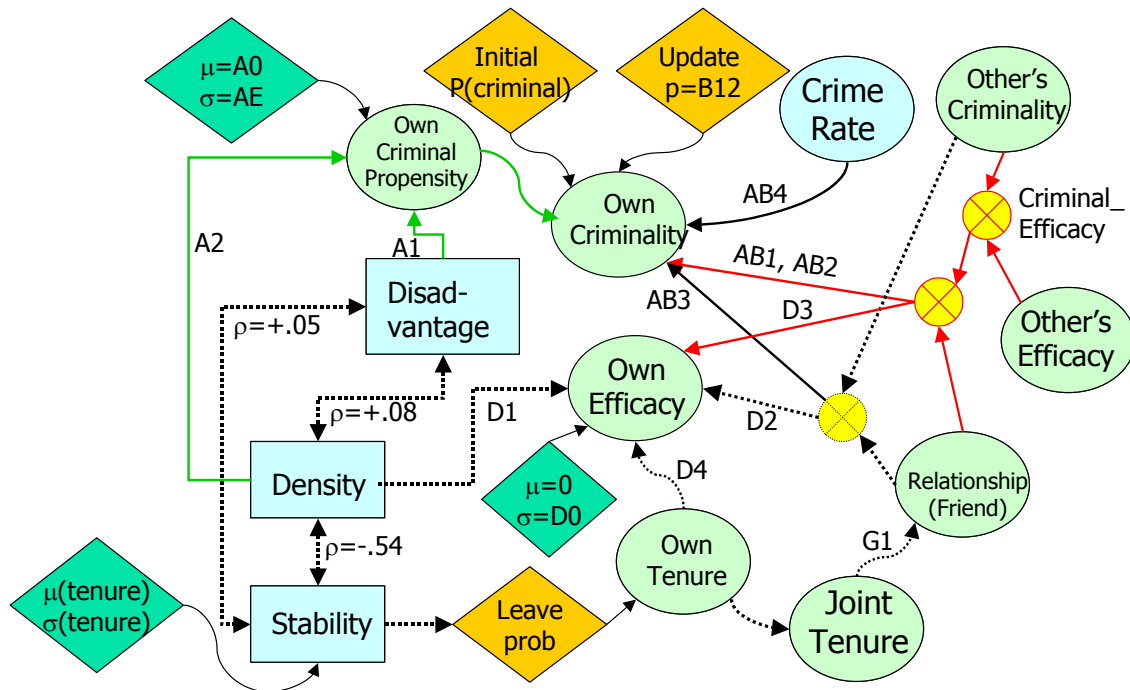 μ=A0
σ=AE
Initial
P(criminal)
Update
p=B12
Crime
Rate
Other's
Criminality
Own
Criminal
Propensity
Own
Criminality
AB4
Criminal_
Efficacy
A2
A1
AB1, AB2
AB3
D3
Disad-
vantage
ρ=+.05
Other's
Efficacy
Own
Efficacy
ρ=+.08
D1
D2
Density
μ=0
σ=D0
D4
Relationship
(Friend)
ρ=-.54
Own
Tenure
G1
μ(tenure)
σ(tenure)
Stability
Leave
prob
Joint
Tenure